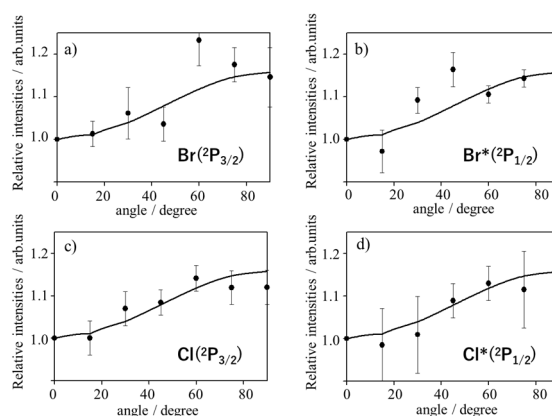 Relative intensities / arb.units
a)
1.2
1.1
1.0
Br(²P₃/₂)
0 20 40 60 80
angle / degree
Relative intensities / arb.units
b)
1.2
1.1
1.0
Br*(²P₁/₂)
0 20 40 60 80
angle / degree
Relative intensities / arb.units
c)
1.2
1.1
1.0
Cl(²P₃/₂)
0 20 40 60 80
angle / degree
Relative intensities / arb.units
d)
1.2
1.1
1.0
Cl*(²P₁/₂)
0 20 40 60 80
angle / degree